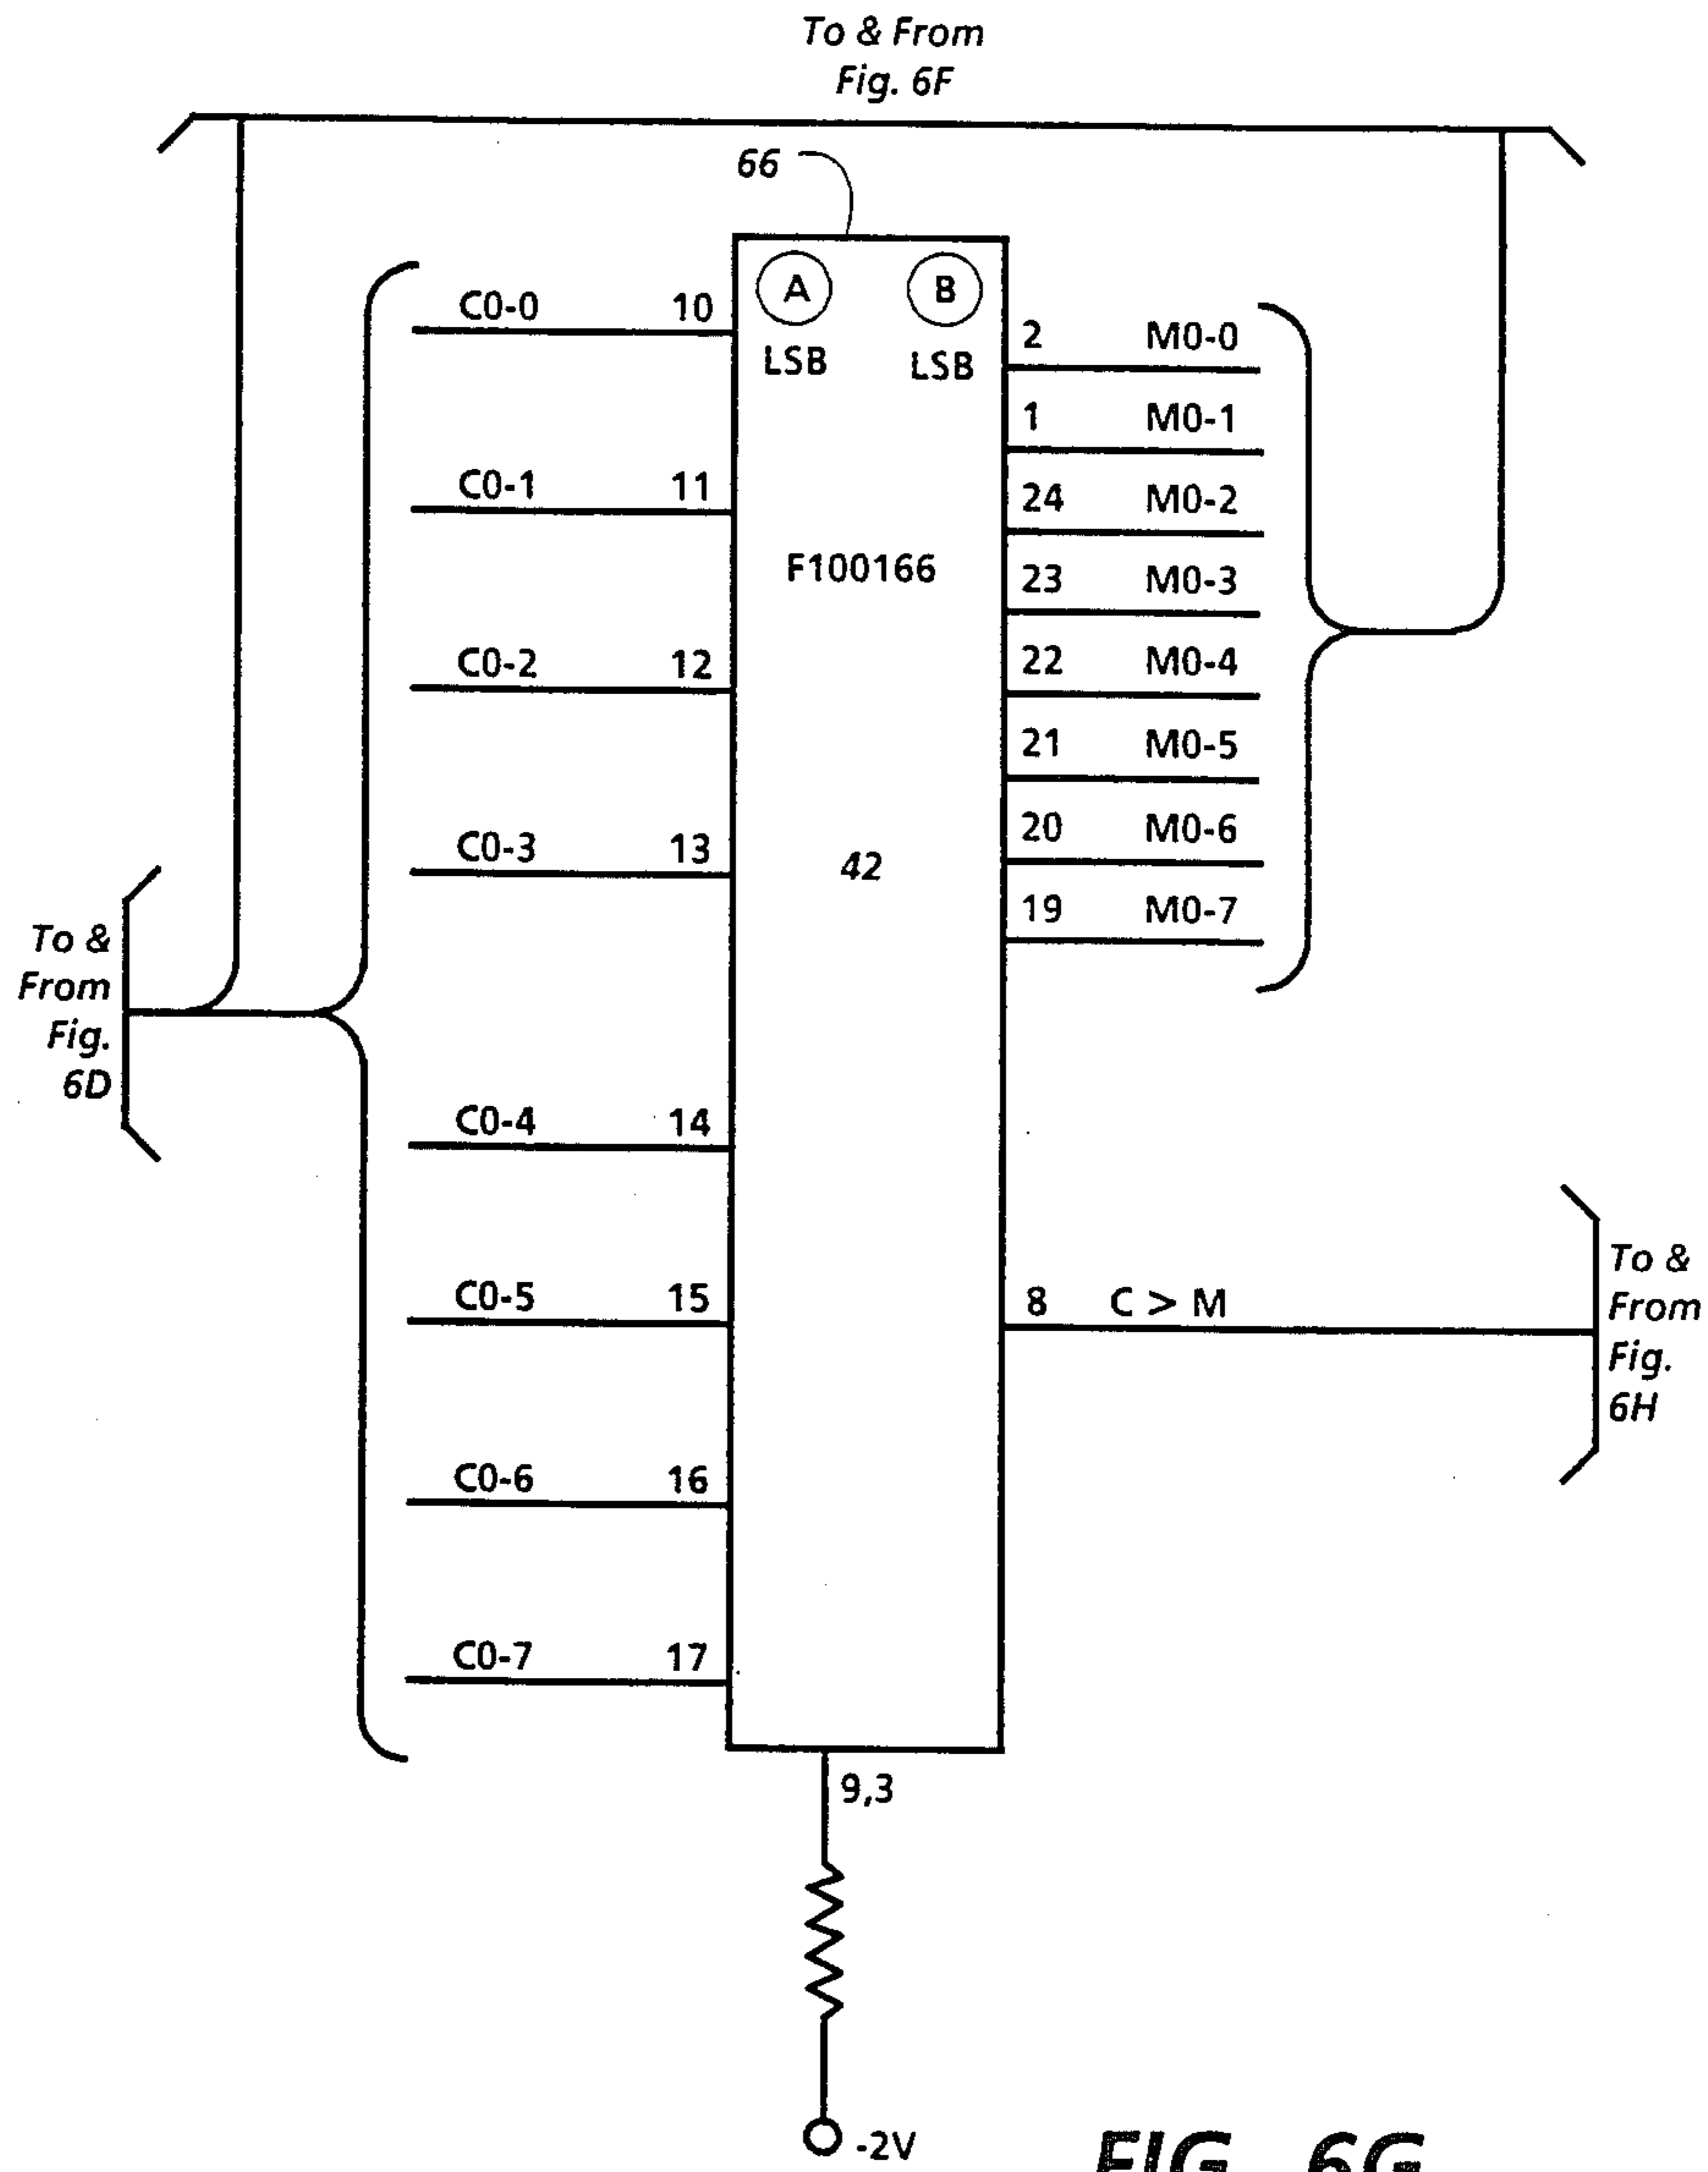 To & From
Fig. 6F
66
A
B
LSB
LSB
C0-0 10
C0-1 11
C0-2 12
C0-3 13
C0-4 14
C0-5 15
C0-6 16
C0-7 17
F100166
42
2 M0-0
1 M0-1
24 M0-2
23 M0-3
22 M0-4
21 M0-5
20 M0-6
19 M0-7
8 C > M
To &
From
Fig.
6D
To &
From
Fig.
6H
9,3
-2V
FIG. 6G